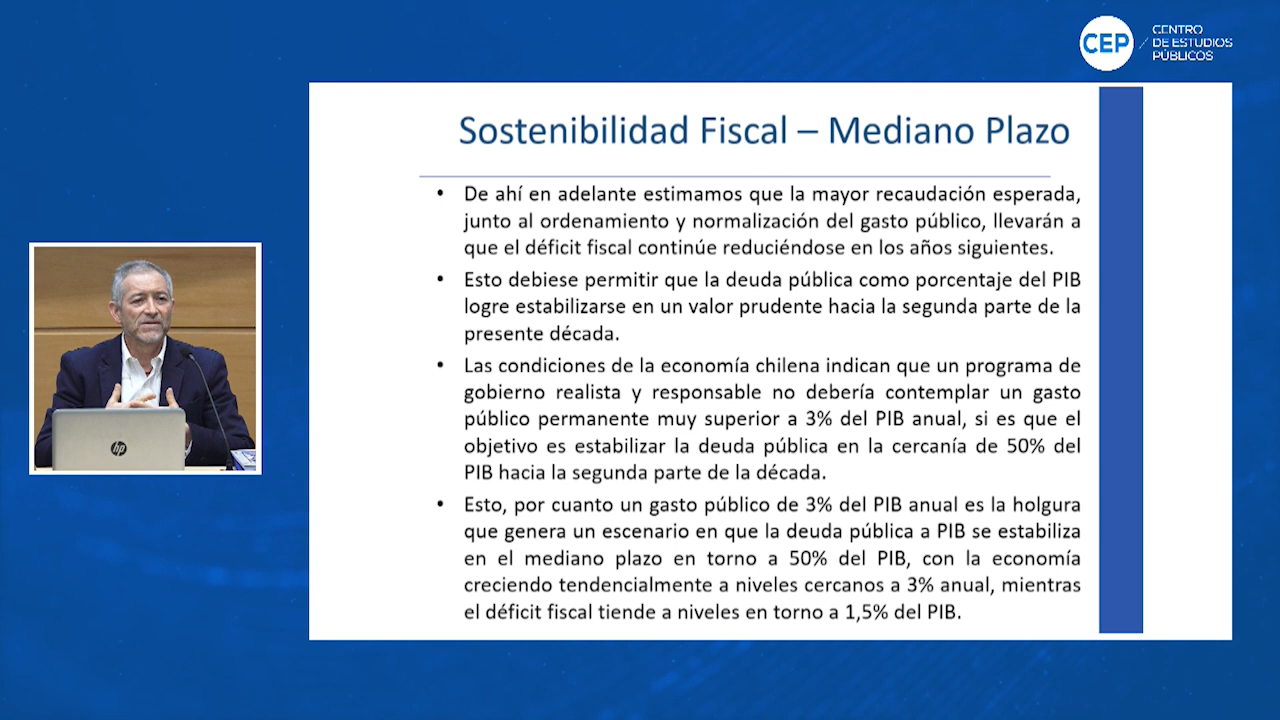 CEP
CENTRO
DE ESTUDIOS
PÚBLICOS
Sostenibilidad Fiscal – Mediano Plazo
• De ahí en adelante estimamos que la mayor recaudación esperada,
junto al ordenamiento y normalización del gasto público, llevarán a
que el déficit fiscal continúe reduciéndose en los años siguientes.
• Esto debiese permitir que la deuda pública como porcentaje del PIB
logre estabilizarse en un valor prudente hacia la segunda parte de la
presente década.
• Las condiciones de la economía chilena indican que un programa de
gobierno realista y responsable no debería contemplar un gasto
público permanente muy superior a 3% del PIB anual, si es que el
objetivo es estabilizar la deuda pública en la cercanía de 50% del
PIB hacia la segunda parte de la década.
• Esto, por cuanto un gasto público de 3% del PIB anual es la holgura
que genera un escenario en que la deuda pública a PIB se estabiliza
en el mediano plazo en torno a 50% del PIB, con la economía
creciendo tendencialmente a niveles cercanos a 3% anual, mientras
el déficit fiscal tiende a niveles en torno a 1,5% del PIB.
hp